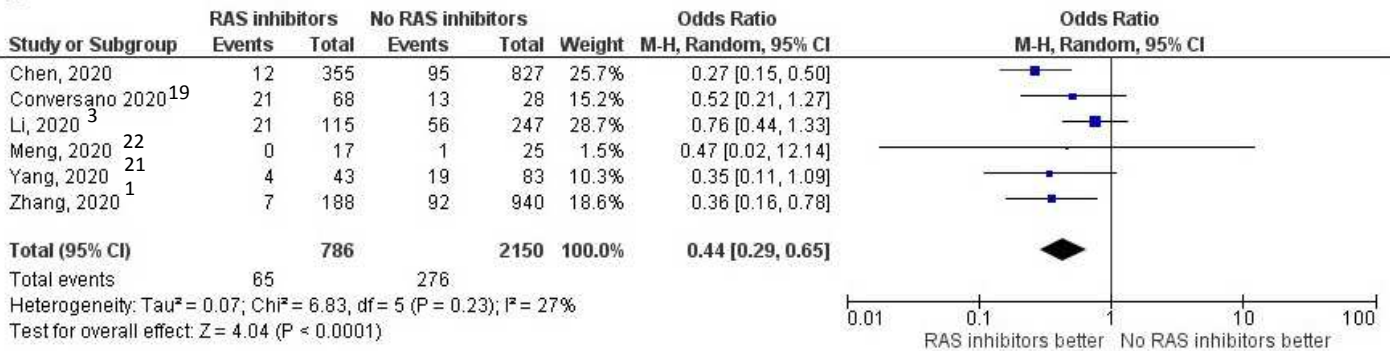 RAS inhibitors No RAS inhibitors Odds Ratio Odds Ratio
Study or Subgroup Events Total Events Total Weight M-H, Random, 95% CI M-H, Random, 95% CI
Chen, 2020 12 355 95 827 25.7% 0.27 [0.15, 0.50]
Conversano 2020 19 21 68 13 28 15.2% 0.52 [0.21, 1.27]
Li, 2020 3 21 115 56 247 28.7% 0.76 [0.44, 1.33]
Meng, 2020 22 0 17 1 25 1.5% 0.47 [0.02, 12.14]
Yang, 2020 21 4 43 19 83 10.3% 0.35 [0.11, 1.09]
Zhang, 2020 1 7 188 92 940 18.6% 0.36 [0.16, 0.78]
Total (95% CI) 786 2150 100.0% 0.44 [0.29, 0.65]
Total events 65 276
Heterogeneity: Tau² = 0.07; Chi² = 6.83, df = 5 (P = 0.23); I² = 27%
Test for overall effect: Z = 4.04 (P < 0.0001)
0.01 0.1 1 10 100
RAS inhibitors better No RAS inhibitors better